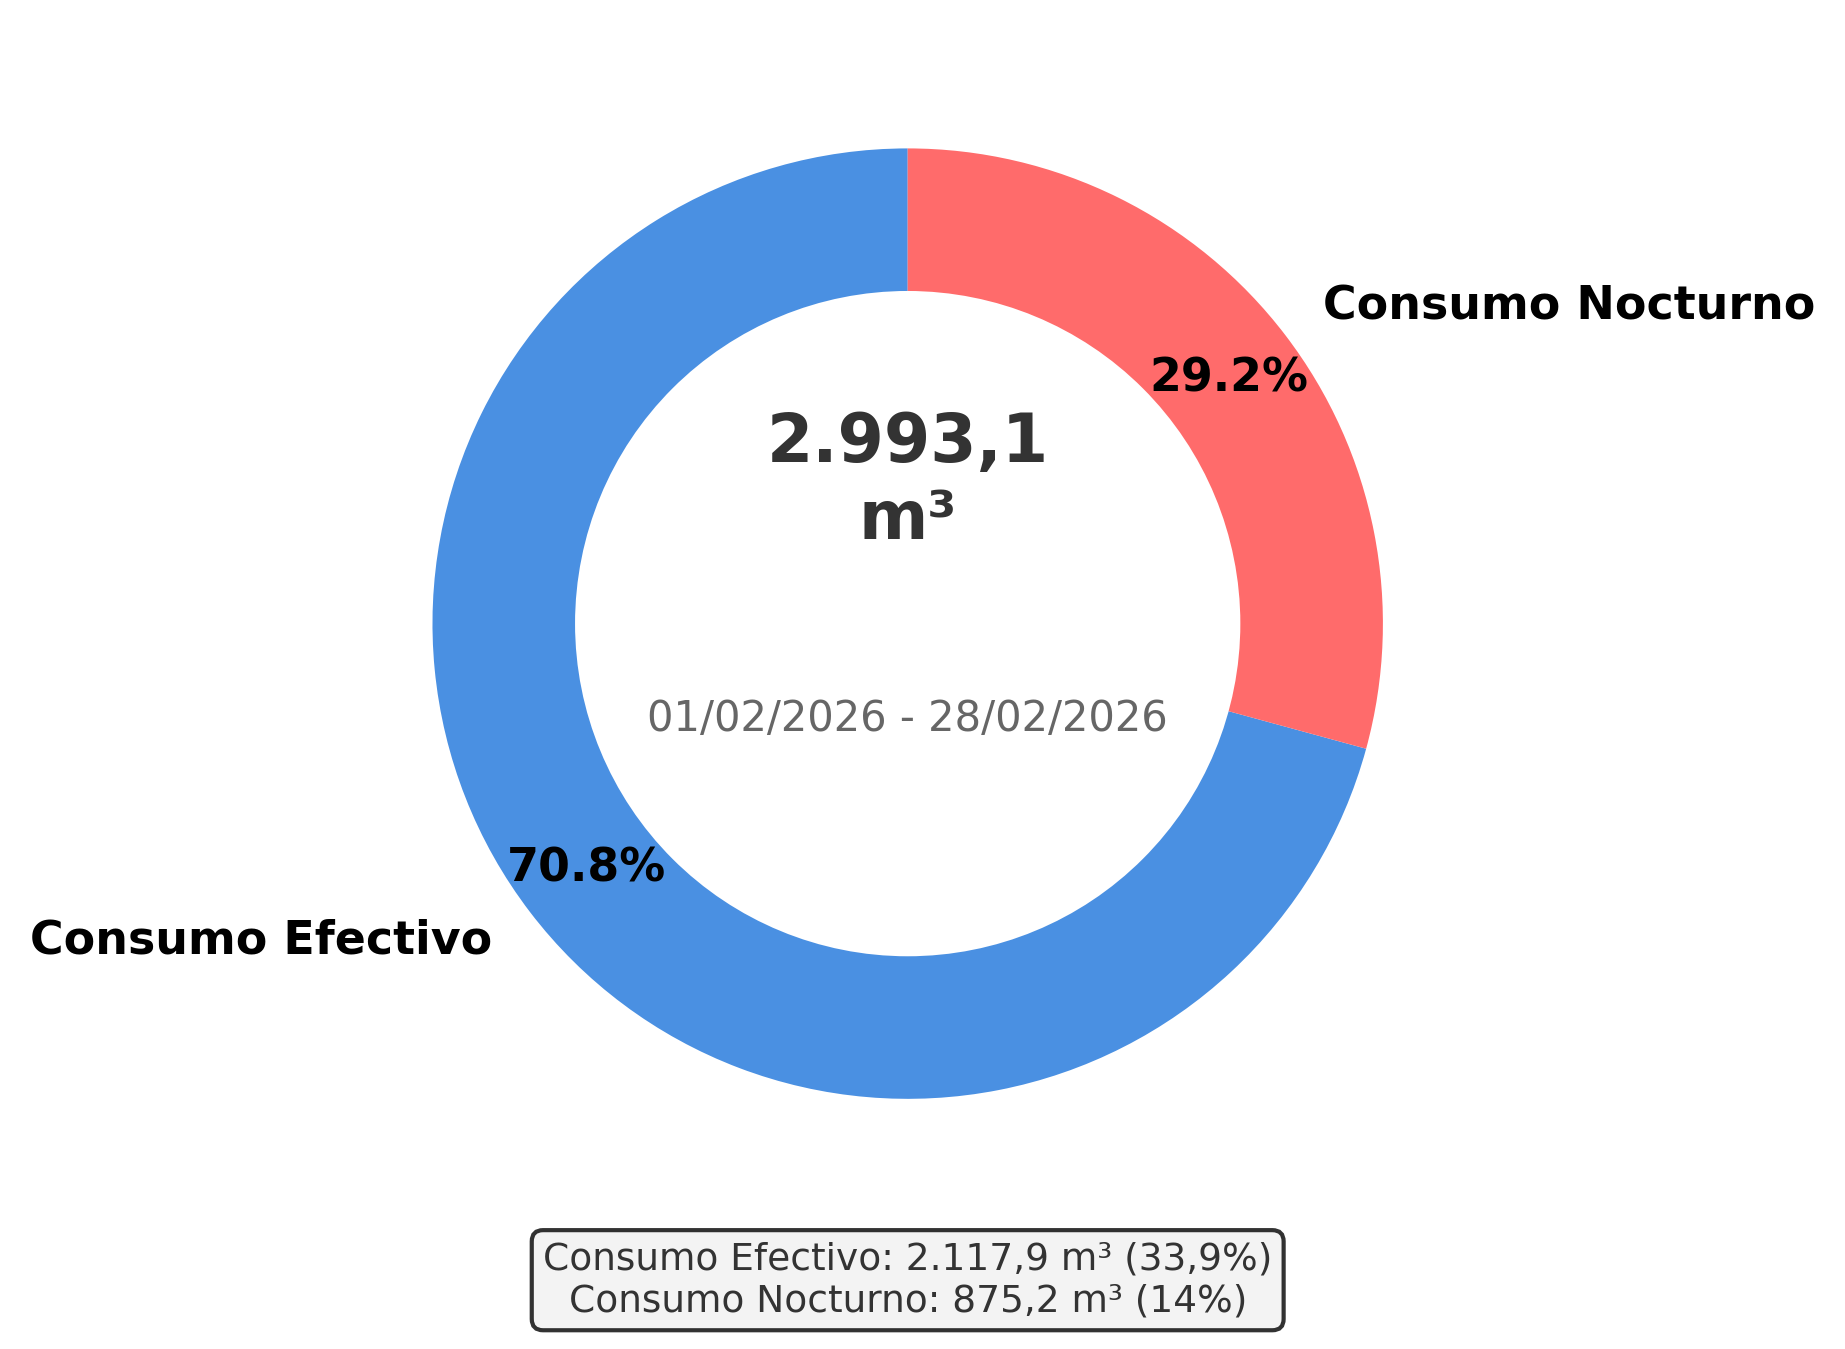 Consumo Nocturno
29.2%
2.993,1
m³
01/02/2026 - 28/02/2026
70.8%
Consumo Efectivo
Consumo Efectivo: 2.117,9 m³ (33,9%)
Consumo Nocturno: 875,2 m³ (14%)